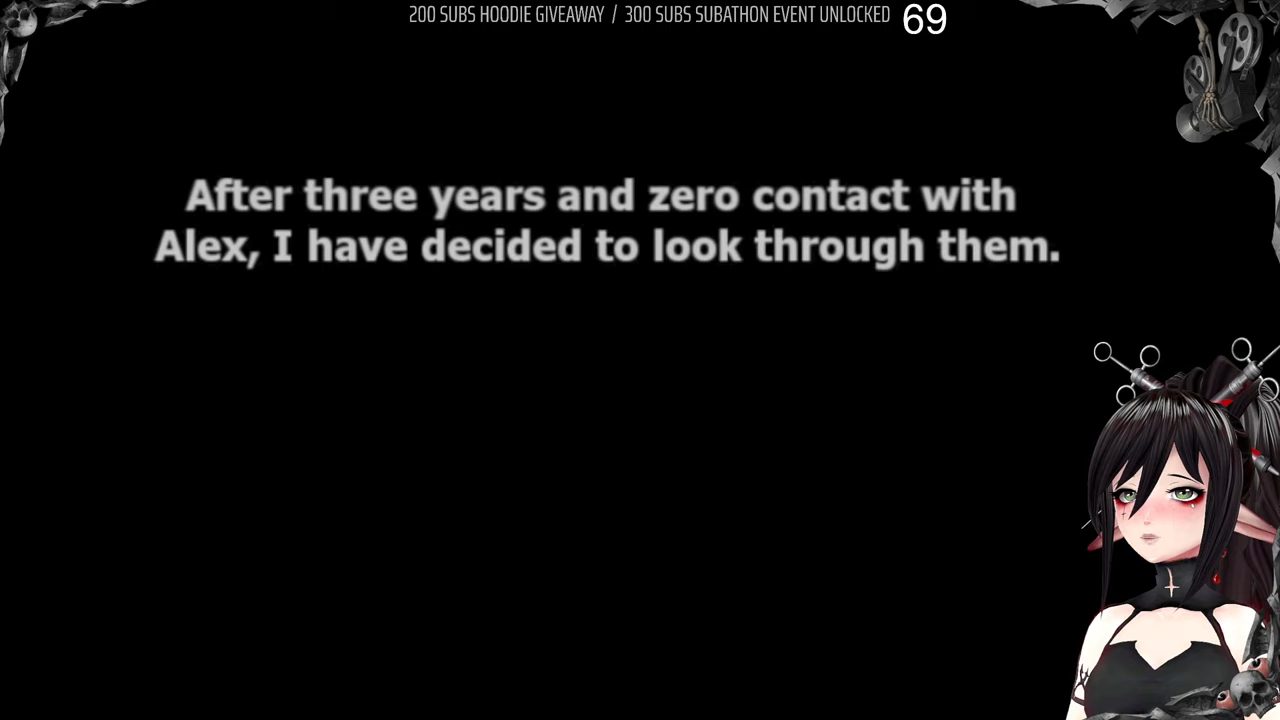 200 SUBS HOODIE GIVEAWAY / 300 SUBS SUBATHON EVENT UNLOCKED 69
After three years and zero contact with
Alex, I have decided to look through them.